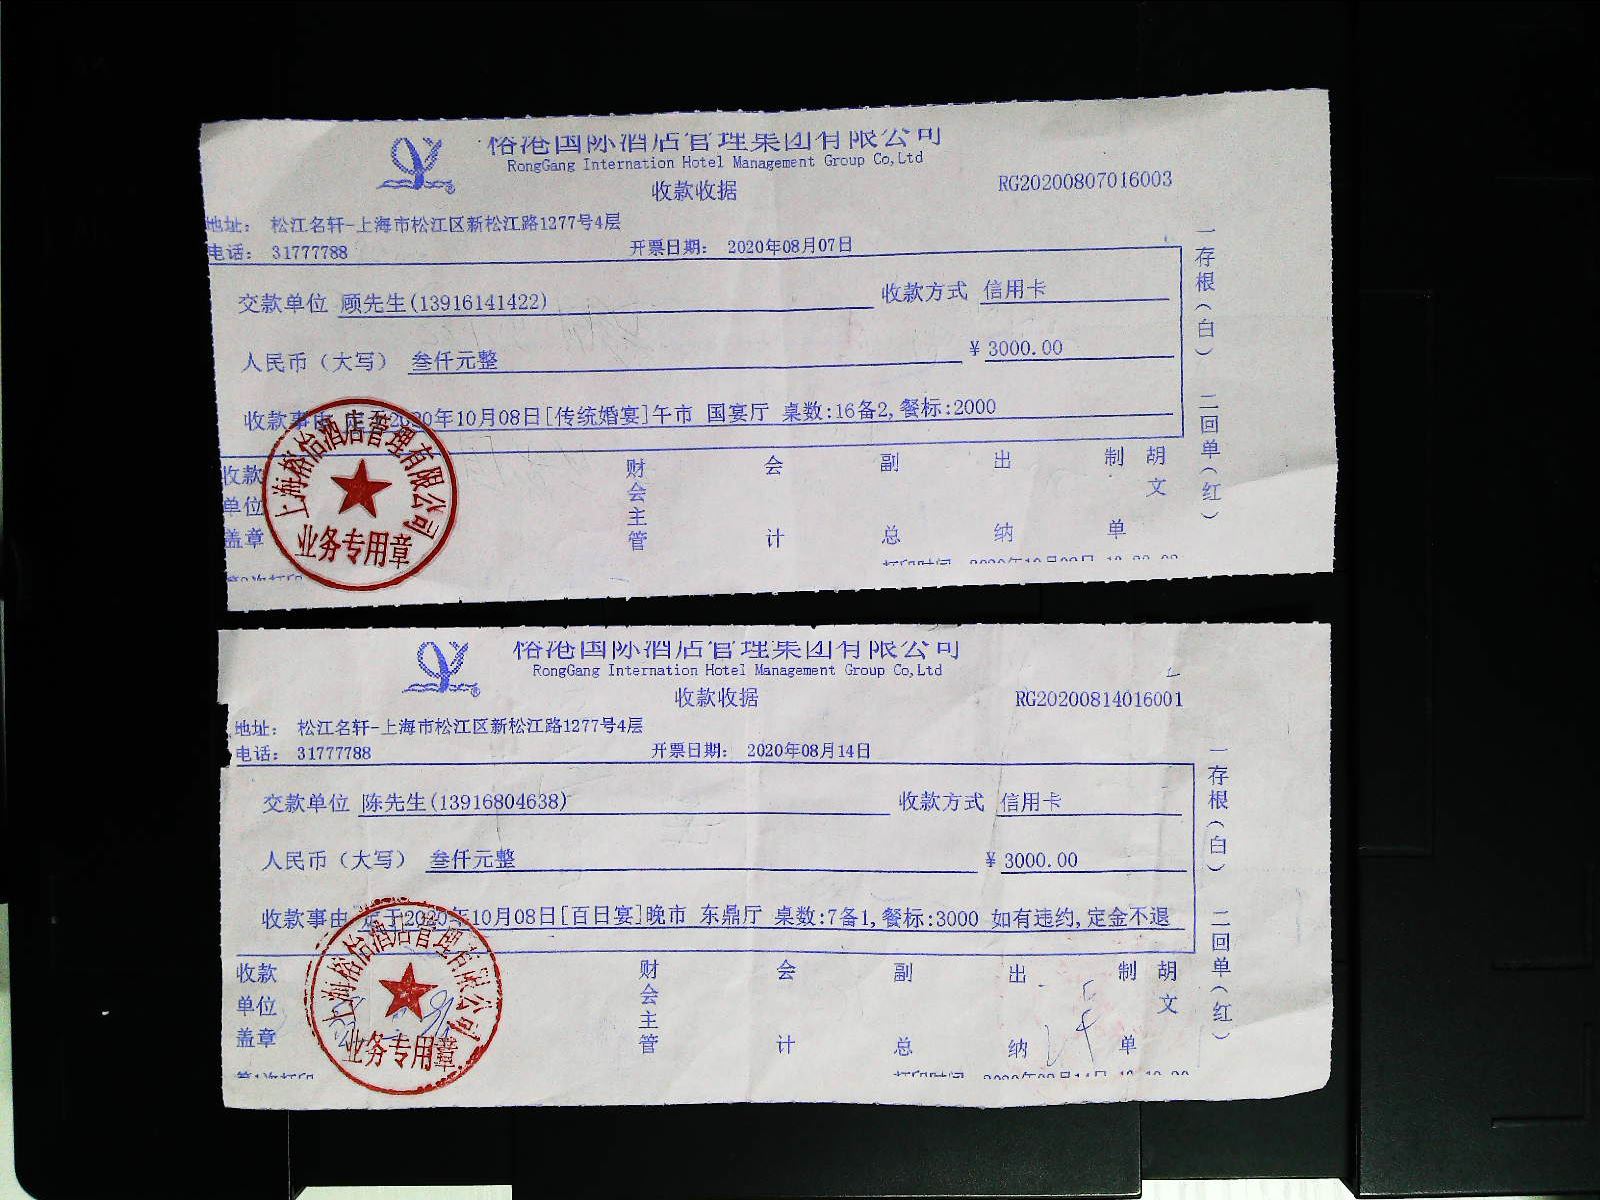 裕港国际酒店管理集团有限公司
RongGang Internation Hotel Management Group Co,Ltd
收款收据
RG20200807016003
地址： 松江名轩-上海市松江区新松江路1277号4层
电话： 31777788
开票日期： 2020年08月07日
交款单位 顾先生(13916141422)
收款方式 信用卡
人民币（大写） 叁仟元整
¥ 3000.00
收款事由 定于2020年10月08日[传统婚宴]午市 国宴厅 桌数:16备2,餐标:2000
收款单位盖章
财会主管
会计
副总
出纳
制单
胡文
一存根（白） 二回单（红）
上海裕怡酒店管理有限公司
业务专用章
裕港国际酒店管理集团有限公司
RongGang Internation Hotel Management Group Co,Ltd
收款收据
RG20200814016001
地址： 松江名轩-上海市松江区新松江路1277号4层
电话： 31777788
开票日期： 2020年08月14日
交款单位 陈先生(13916804638)
收款方式 信用卡
人民币（大写） 叁仟元整
¥ 3000.00
收款事由 定于2020年10月08日[百日宴]晚市 东鼎厅 桌数:7备1,餐标:3000 如有违约,定金不退
收款单位盖章
财会主管
会计
副总
出纳
制单
胡文
一存根（白） 二回单（红）
上海裕怡酒店管理有限公司
业务专用章